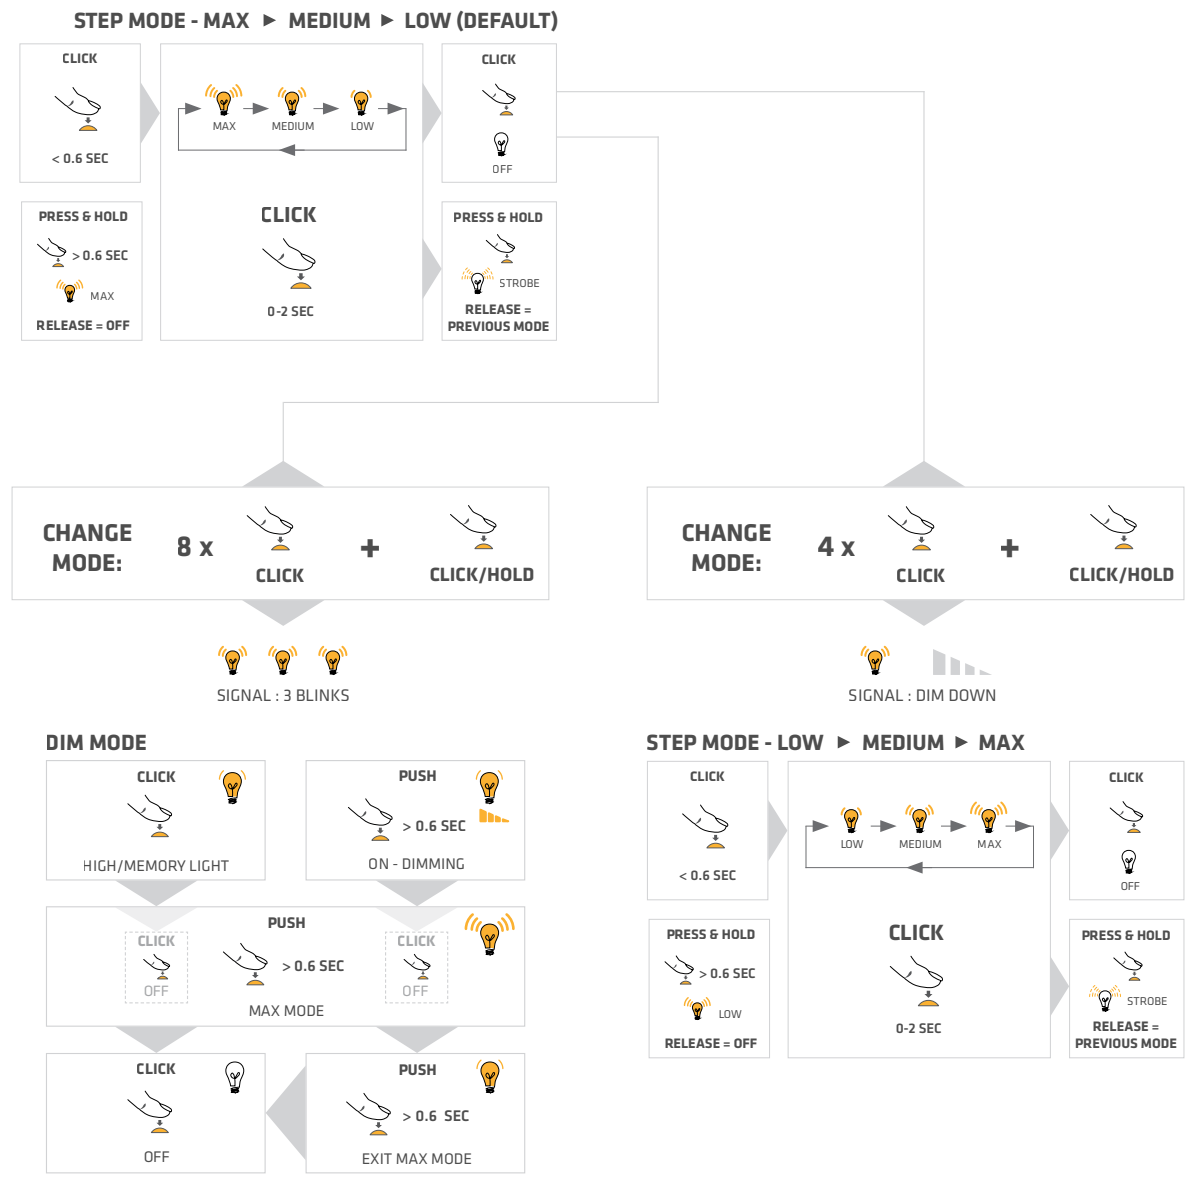 STEP MODE - MAX ► MEDIUM ► LOW (DEFAULT)
CLICK
< 0.6 SEC
MAX
MEDIUM
LOW
CLICK
OFF
PRESS & HOLD
> 0.6 SEC
MAX
RELEASE = OFF
CLICK
0-2 SEC
PRESS & HOLD
STROBE
RELEASE =
PREVIOUS MODE
CHANGE
MODE:
8 x
CLICK
+
CLICK/HOLD
SIGNAL : 3 BLINKS
CHANGE
MODE:
4 x
CLICK
+
CLICK/HOLD
SIGNAL : DIM DOWN
DIM MODE
CLICK
HIGH/MEMORY LIGHT
PUSH
> 0.6 SEC
ON - DIMMING
CLICK
OFF
PUSH
> 0.6 SEC
MAX MODE
CLICK
OFF
CLICK
OFF
PUSH
> 0.6 SEC
EXIT MAX MODE
STEP MODE - LOW ► MEDIUM ► MAX
CLICK
< 0.6 SEC
LOW
MEDIUM
MAX
CLICK
OFF
PRESS & HOLD
> 0.6 SEC
LOW
RELEASE = OFF
CLICK
0-2 SEC
PRESS & HOLD
STROBE
RELEASE =
PREVIOUS MODE